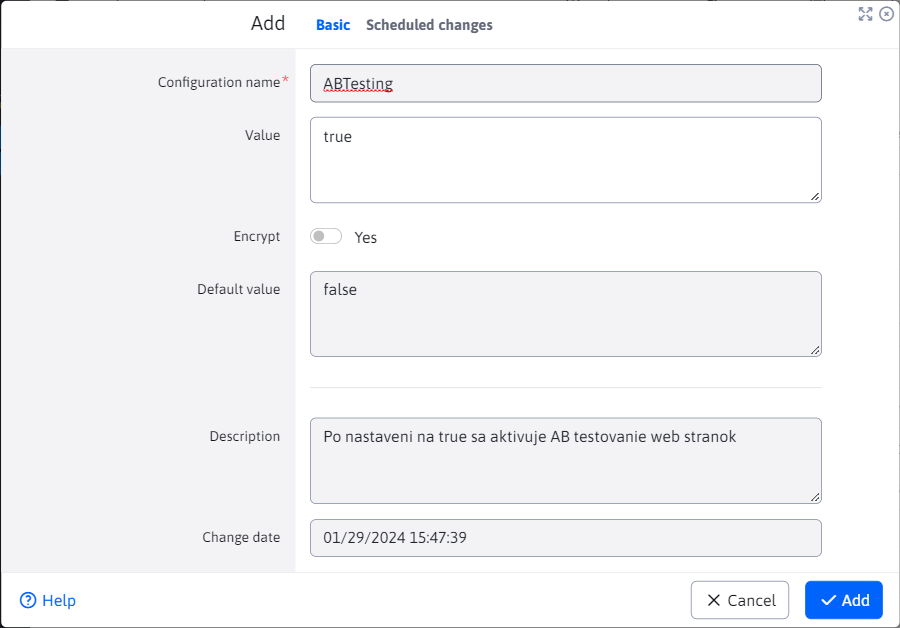 Add Basic Scheduled changes
Configuration name*
ABTesting
Value
true
Encrypt
Yes
Default value
false
Description
Po nastaveni na true sa aktivuje AB testovanie web stranok
Change date
01/29/2024 15:47:39
Help
Cancel
Add